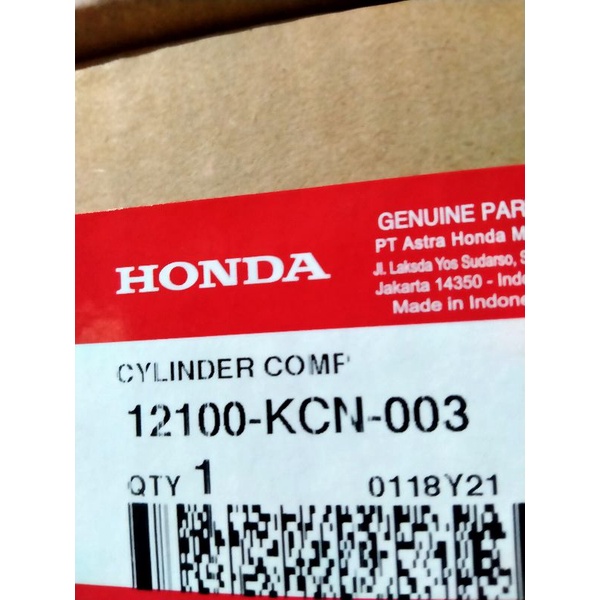 HONDA
GENUINE PAR
PT Astra Honda M
Jl. Laksda Yos Sudarso, S
Jakarta 14350 - Inde
Made in Indone
CYLINDER COMP
12100-KCN-003
QTY 1
0118Y21